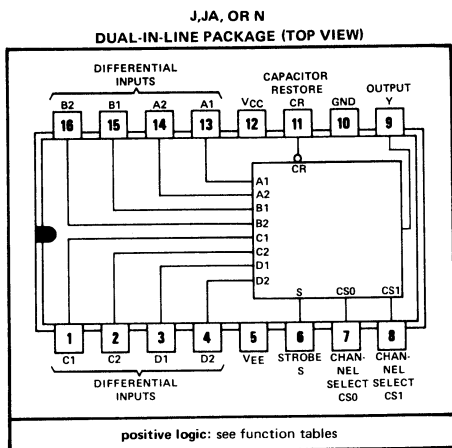 J,JA, OR N
DUAL-IN-LINE PACKAGE (TOP VIEW)
DIFFERENTIAL
INPUTS
CAPACITOR
RESTORE
OUTPUT
B2 B1 A2 A1 VCC CR GND Y
16 15 14 13 12 11 10 9
CR
A1
A2
B1
B2
C1
C2
D1
D2
S CS0 CS1
1 2 3 4 5 6 7 8
C1 C2 D1 D2 VEE STROBE S
CHAN-
NEL
SELECT
CS0
CHAN-
NEL
SELECT
CS1
DIFFERENTIAL
INPUTS
positive logic: see function tables